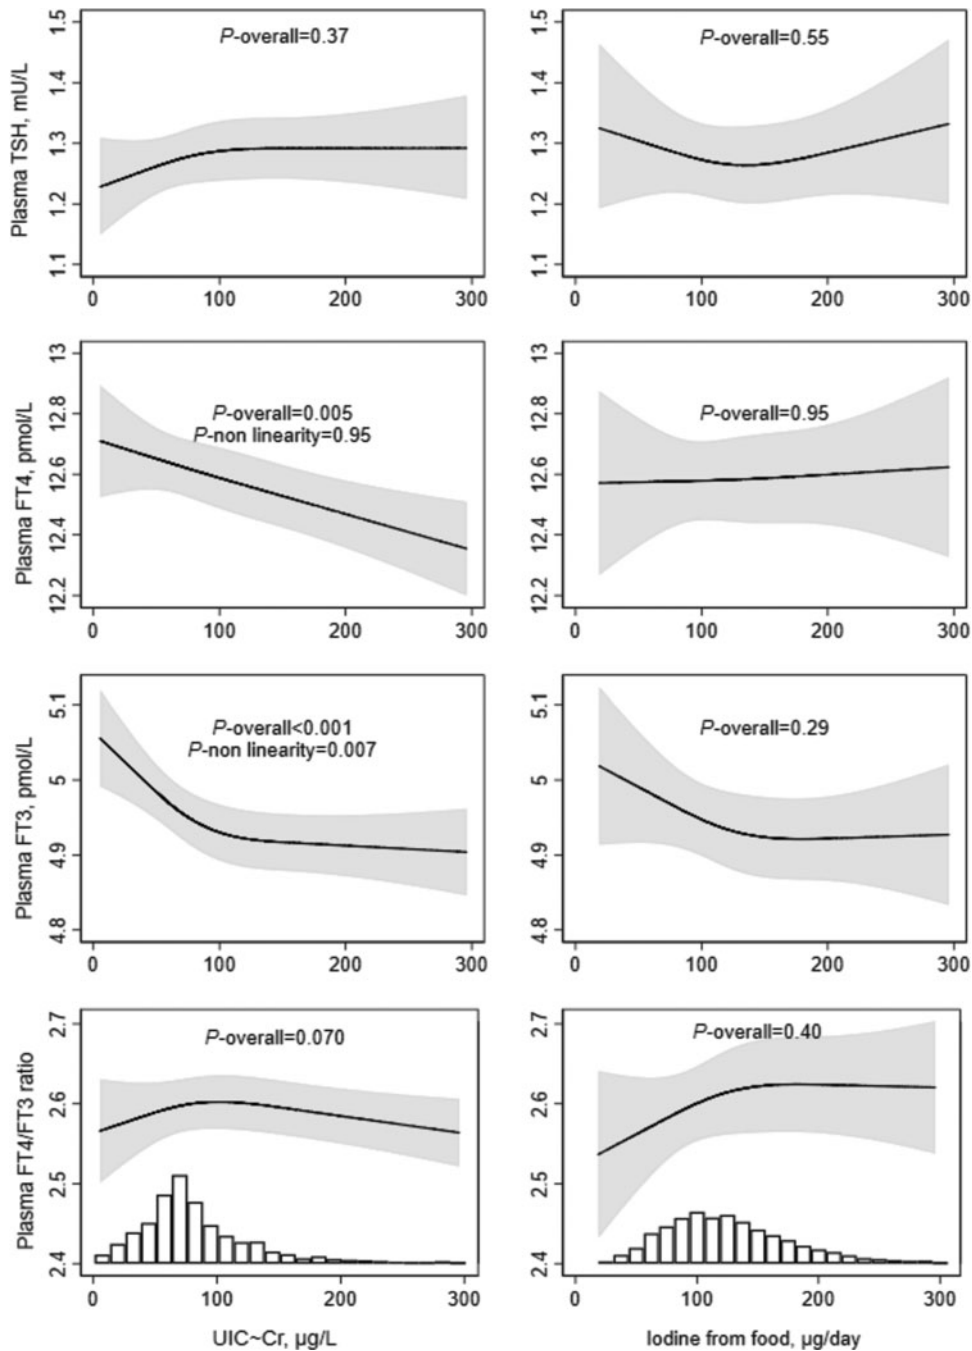 P-overall=0.37
Plasma TSH, mU/L
1.5
1.4
1.3
1.2
1.1
0 100 200 300
P-overall=0.55
1.5
1.4
1.3
1.2
1.1
0 100 200 300
P-overall=0.005
P-non linearity=0.95
Plasma FT4, pmol/L
13
12.8
12.6
12.4
12.2
0 100 200 300
P-overall=0.95
13
12.8
12.6
12.4
12.2
0 100 200 300
P-overall<0.001
P-non linearity=0.007
Plasma FT3, pmol/L
5.1
5
4.9
4.8
0 100 200 300
P-overall=0.29
5.1
5
4.9
4.8
0 100 200 300
P-overall=0.070
Plasma FT4/FT3 ratio
2.7
2.6
2.5
2.4
0 100 200 300
UIC~Cr, µg/L
P-overall=0.40
2.7
2.6
2.5
2.4
0 100 200 300
Iodine from food, µg/day